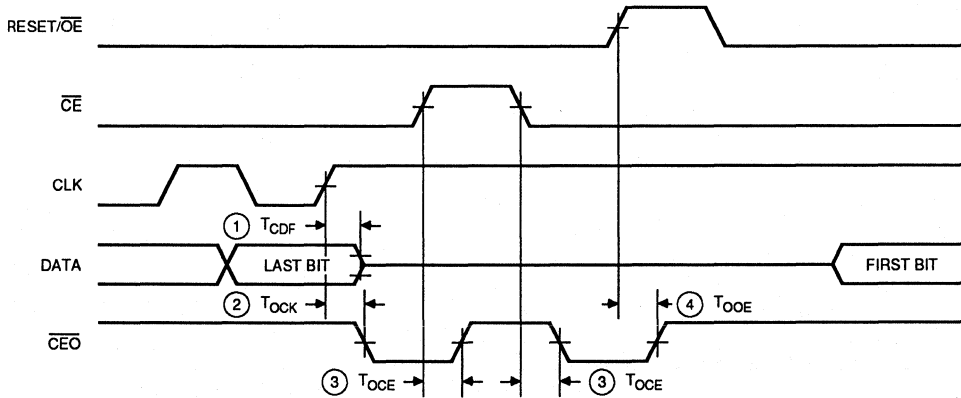 RESET/OE
CE
CLK
① TCDF
DATA
LAST BIT
FIRST BIT
② TOCK
④ TOOE
CEO
③ TOCE
③ TOCE